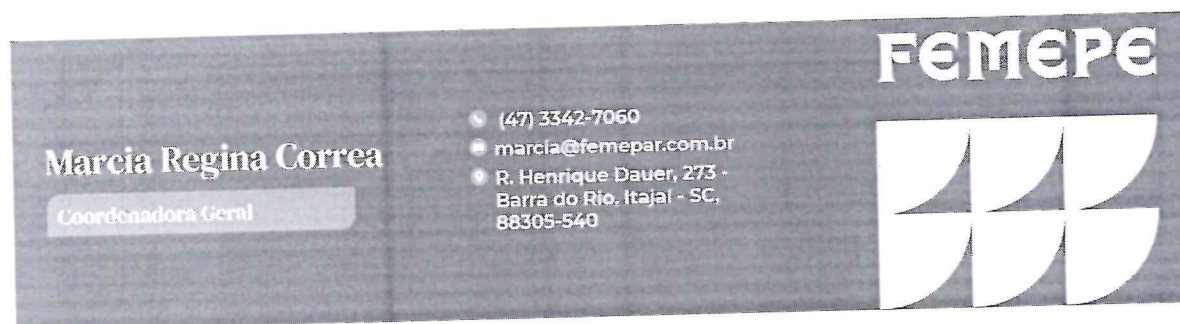 FEMEPE
Marcia Regina Correa
Coordenadora Geral
(47) 3342-7060
marcia@femepar.com.br
R. Henrique Dauer, 273 -
Barra do Rio, Itajaí - SC,
88305-540